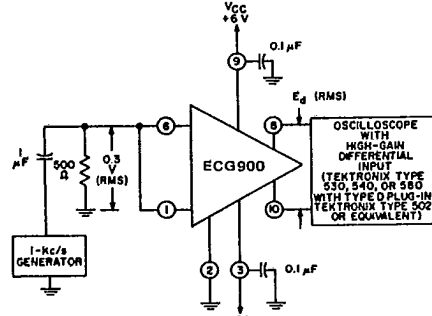 VCC
+6 V
0.1 µF
9
Ed (RMS)
6
8
1 µF
500 Ω
0.3 V (RMS)
ECG900
OSCILLOSCOPE
WITH
HIGH-GAIN
DIFFERENTIAL
INPUT
(TEKTRONIX TYPE
530, 540, OR 580
WITH TYPE D PLUG-IN,
TEKTRONIX TYPE 502
OR EQUIVALENT)
1
10
1-Kc/s
GENERATOR
2
3
0.1 µF